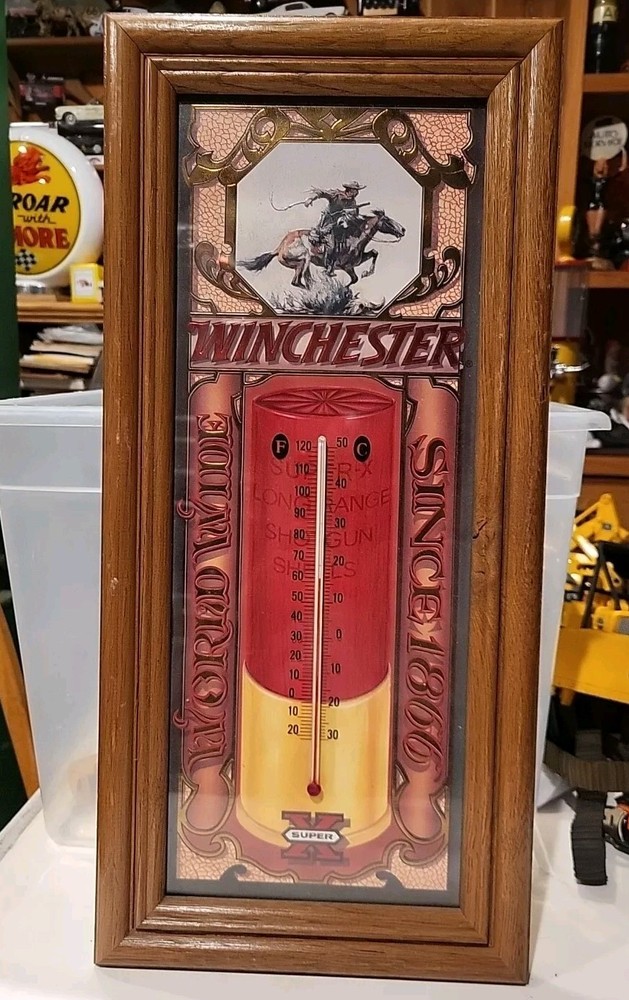 ROAR
with
MORE
WINCHESTER
WORLD WIDE
SINCE 1866
F 120 50 C
SUPER-X
110 40
LONG RANGE
100
90 30
SHOTGUN
80
70 20
SHELLS
60
50 10
40
30 0
20
10 10
0
10 20
20 30
X
SUPER